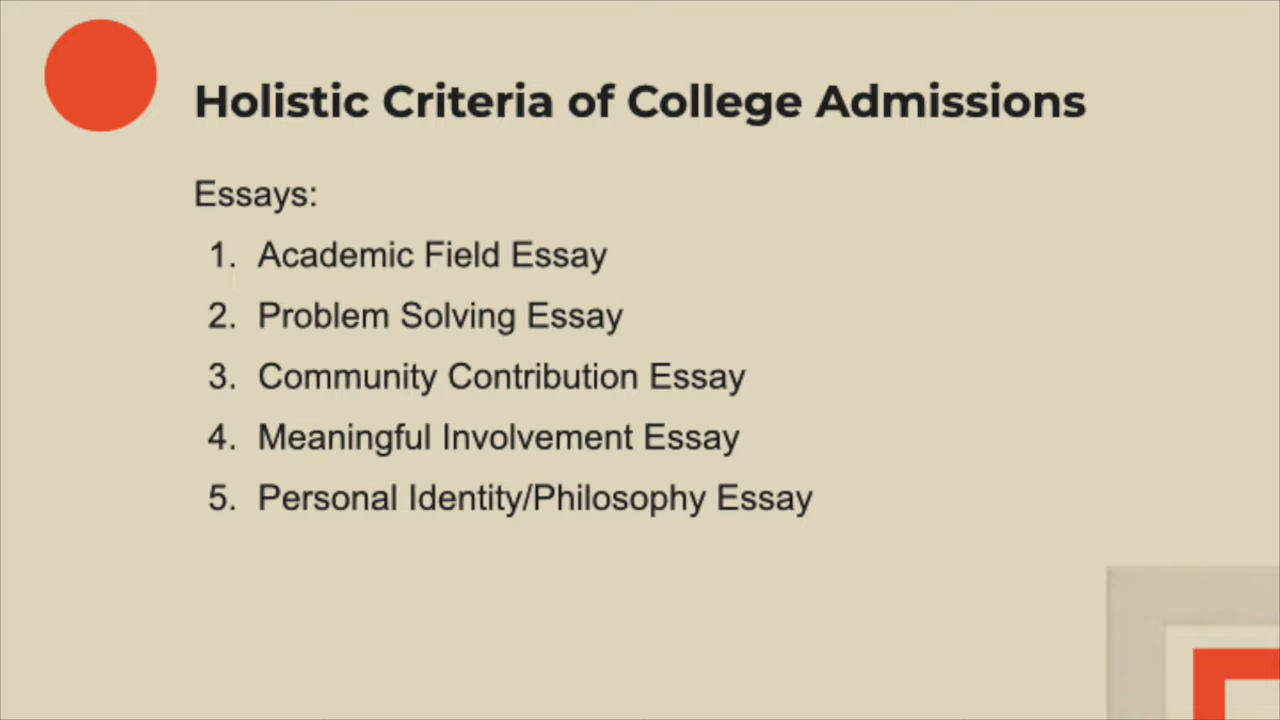 Holistic Criteria of College Admissions
Essays:
1. Academic Field Essay
2. Problem Solving Essay
3. Community Contribution Essay
4. Meaningful Involvement Essay
5. Personal Identity/Philosophy Essay